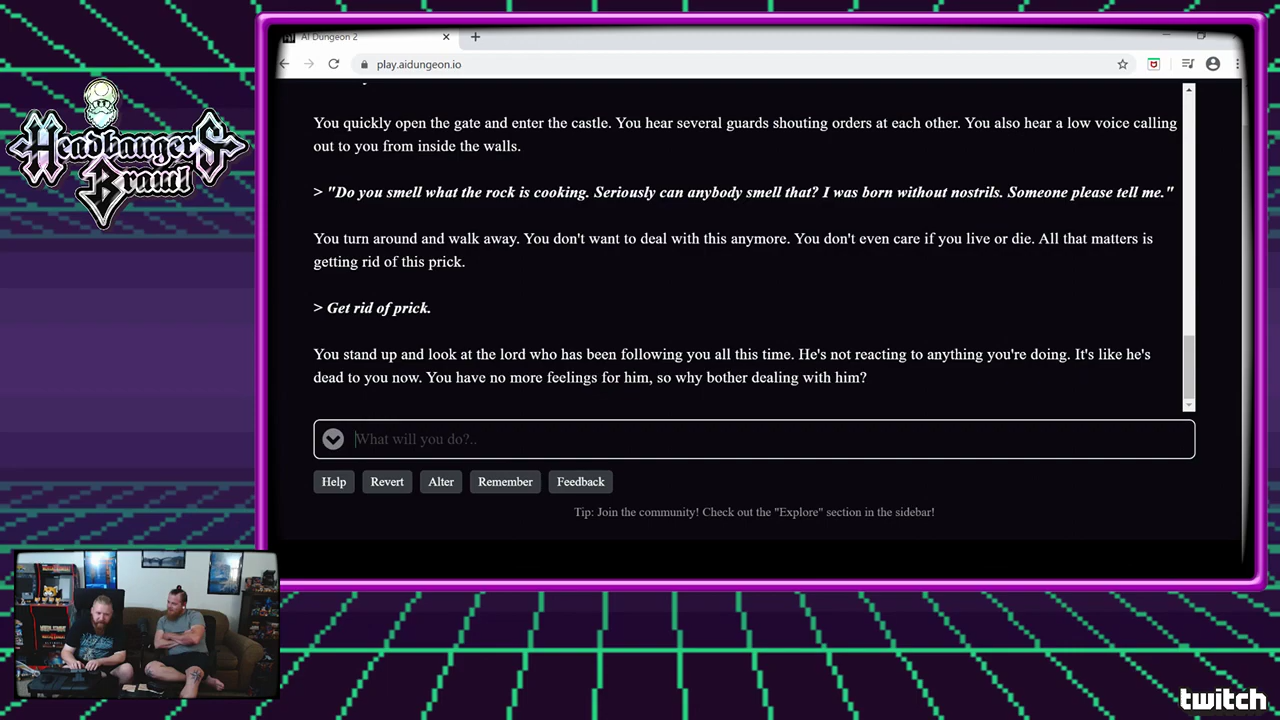 Headbangers
Brawl
AI Dungeon 2
play.aidungeon.io
You quickly open the gate and enter the castle. You hear several guards shouting orders at each other. You also hear a low voice calling
out to you from inside the walls.
> "Do you smell what the rock is cooking. Seriously can anybody smell that? I was born without nostrils. Someone please tell me."
You turn around and walk away. You don't want to deal with this anymore. You don't even care if you live or die. All that matters is
getting rid of this prick.
> Get rid of prick.
You stand up and look at the lord who has been following you all this time. He's not reacting to anything you're doing. It's like he's
dead to you now. You have no more feelings for him, so why bother dealing with him?
What will you do?..
Help Revert Alter Remember Feedback
Tip: Join the community! Check out the "Explore" section in the sidebar!
twitch